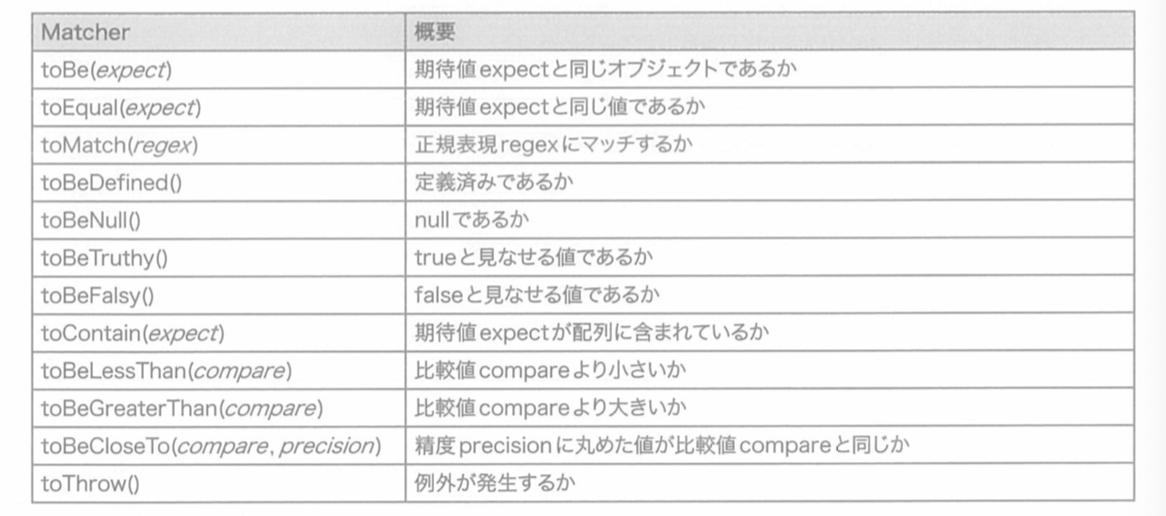 Matcher 概要
toBe(expect) 期待値expectと同じオブジェクトであるか
toEqual(expect) 期待値expectと同じ値であるか
toMatch(regex) 正規表現regexにマッチするか
toBeDefined() 定義済みであるか
toBeNull() nullであるか
toBeTruthy() trueと見なせる値であるか
toBeFalsy() falseと見なせる値であるか
toContain(expect) 期待値expectが配列に含まれているか
toBeLessThan(compare) 比較値compareより小さいか
toBeGreaterThan(compare) 比較値compareより大きいか
toBeCloseTo(compare, precision) 精度precisionに丸めた値が比較値compareと同じか
toThrow() 例外が発生するか